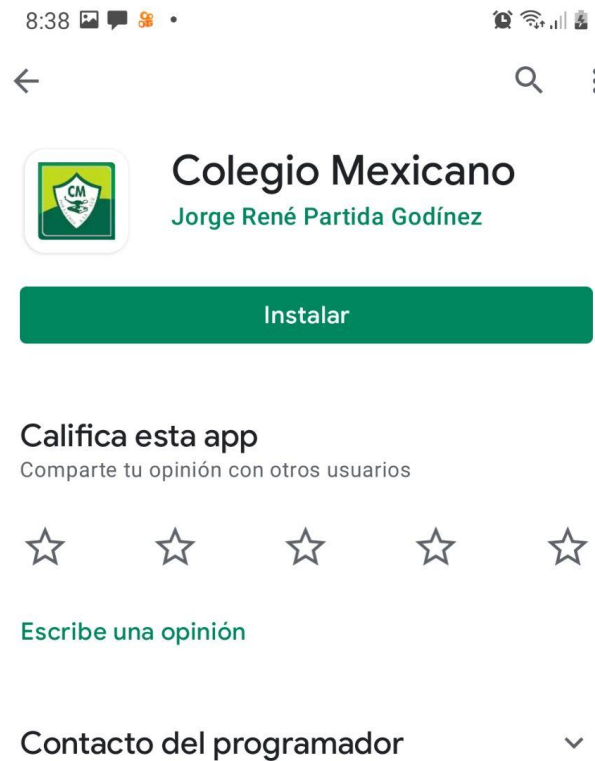 8:38
CM
Colegio Mexicano
Jorge René Partida Godínez
Instalar
Califica esta app
Comparte tu opinión con otros usuarios
Escribe una opinión
Contacto del programador